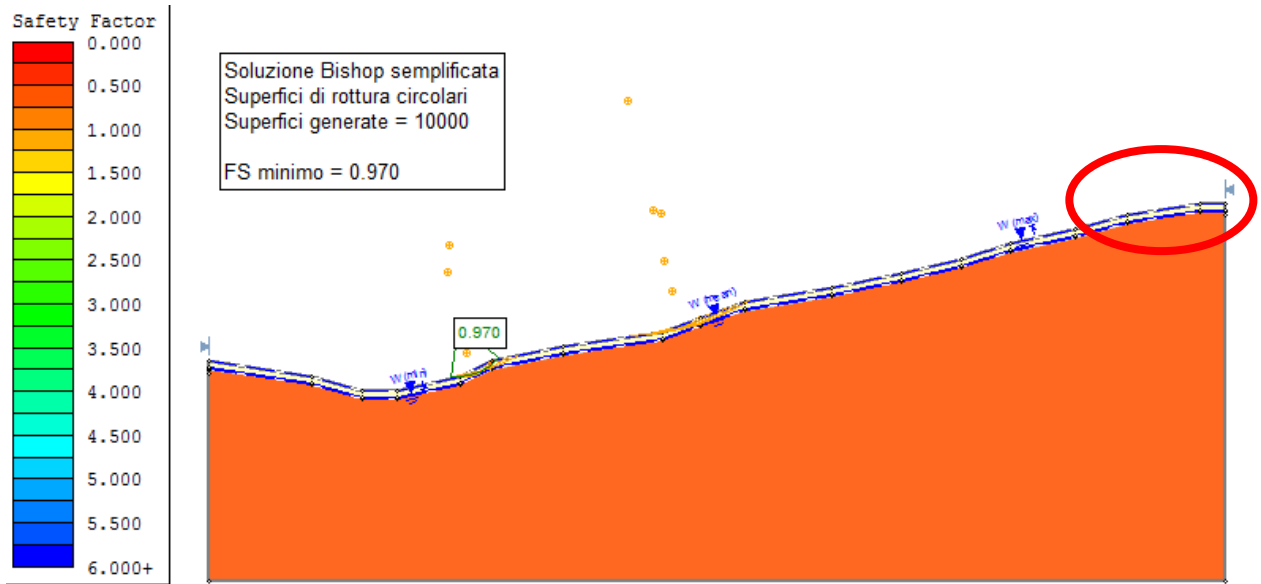 Safety Factor
0.000
0.500
1.000
1.500
2.000
2.500
3.000
3.500
4.000
4.500
5.000
5.500
6.000+
Soluzione Bishop semplificata
Superfici di rottura circolari
Superfici generate = 10000
FS minimo = 0.970
W (max)
W (mean)
0.970
W (min)